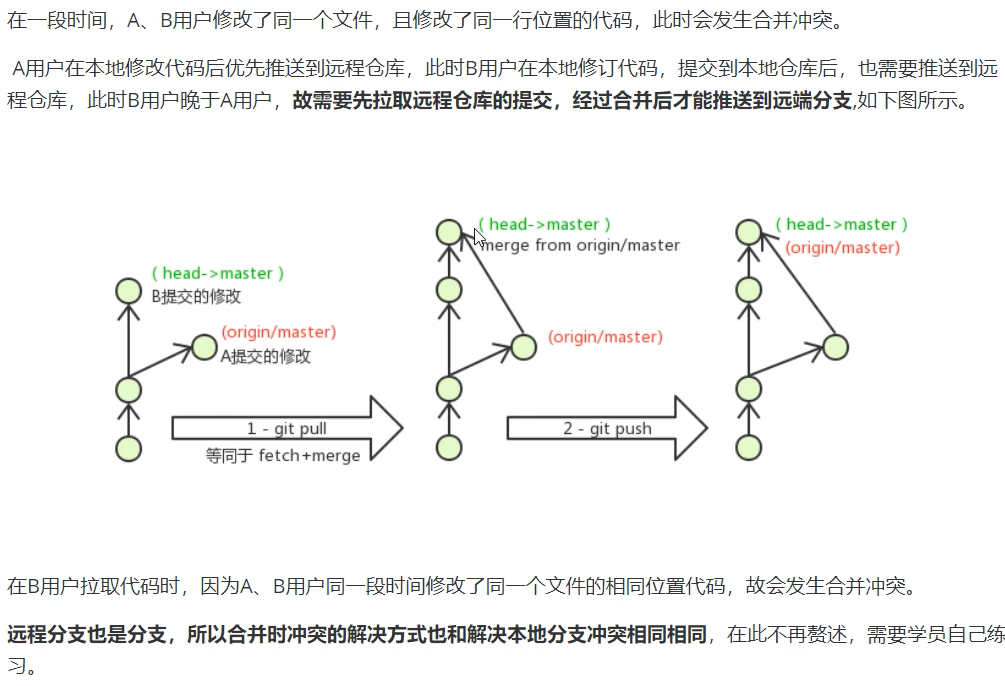 在一段时间，A、B用户修改了同一个文件，且修改了同一行位置的代码，此时会发生合并冲突。
A用户在本地修改代码后优先推送到远程仓库，此时B用户在本地修订代码，提交到本地仓库后，也需要推送到远
程仓库，此时B用户晚于A用户，故需要先拉取远程仓库的提交，经过合并后才能推送到远端分支,如下图所示。
( head->master )
B提交的修改
(origin/master)
A提交的修改
1 - git pull
等同于 fetch+merge
( head->master )
merge from origin/master
(origin/master)
2 - git push
( head->master )
(origin/master)
在B用户拉取代码时，因为A、B用户同一段时间修改了同一个文件的相同位置代码，故会发生合并冲突。
远程分支也是分支，所以合并时冲突的解决方式也和解决本地分支冲突相同相同，在此不再赘述，需要学员自己练
习。